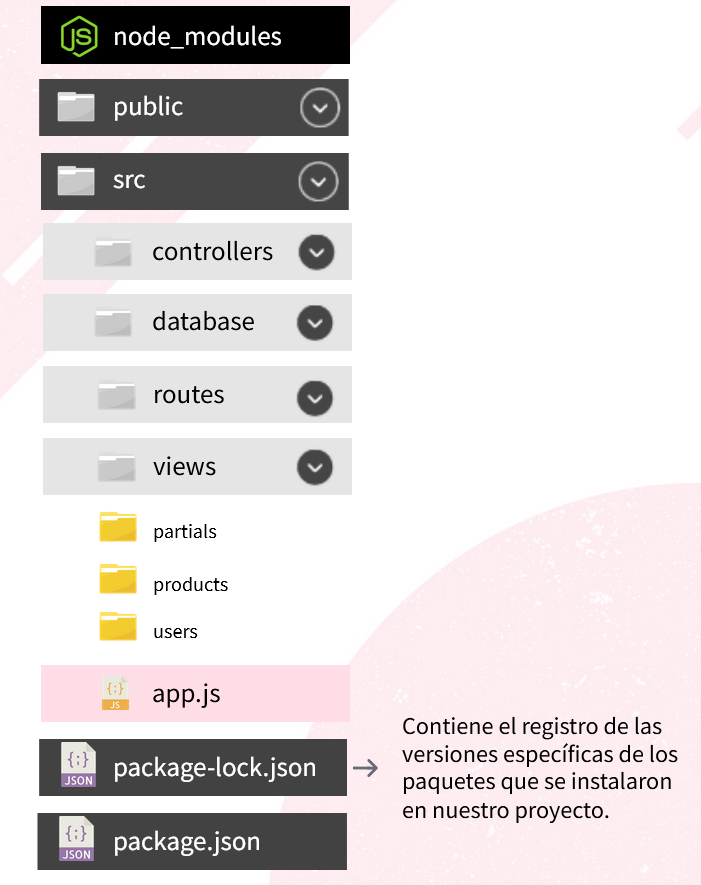 JS
node_modules
public
src
controllers
database
routes
views
partials
products
users
{;}
JS
app.js
{;}
JSON
package-lock.json
Contiene el registro de las
versiones específicas de los
paquetes que se instalaron
en nuestro proyecto.
{;}
JSON
package.json